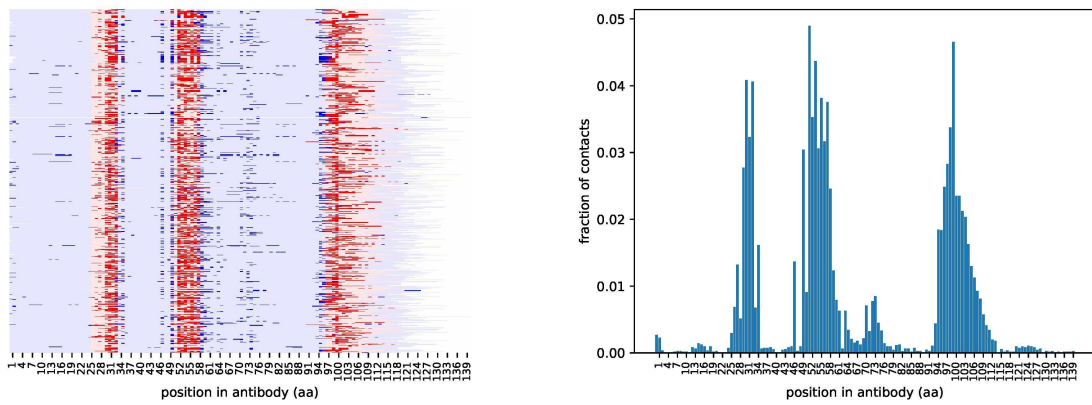 1 4 7 10 13 16 19 22 25 28 31 34 37 40 43 46 49 52 55 58 61 64 67 70 73 76 79 82 85 88 91 94 97 100 103 106 109 112 115 118 121 124 127 130 133 136 139
position in antibody (aa)
0.05
0.04
0.03
0.02
0.01
0.00
fraction of contacts
1 4 7 10 13 16 19 22 25 28 31 34 37 40 43 46 49 52 55 58 61 64 67 70 73 76 79 82 85 88 91 94 97 100 103 106 109 112 115 118 121 124 127 130 133 136 139
position in antibody (aa)